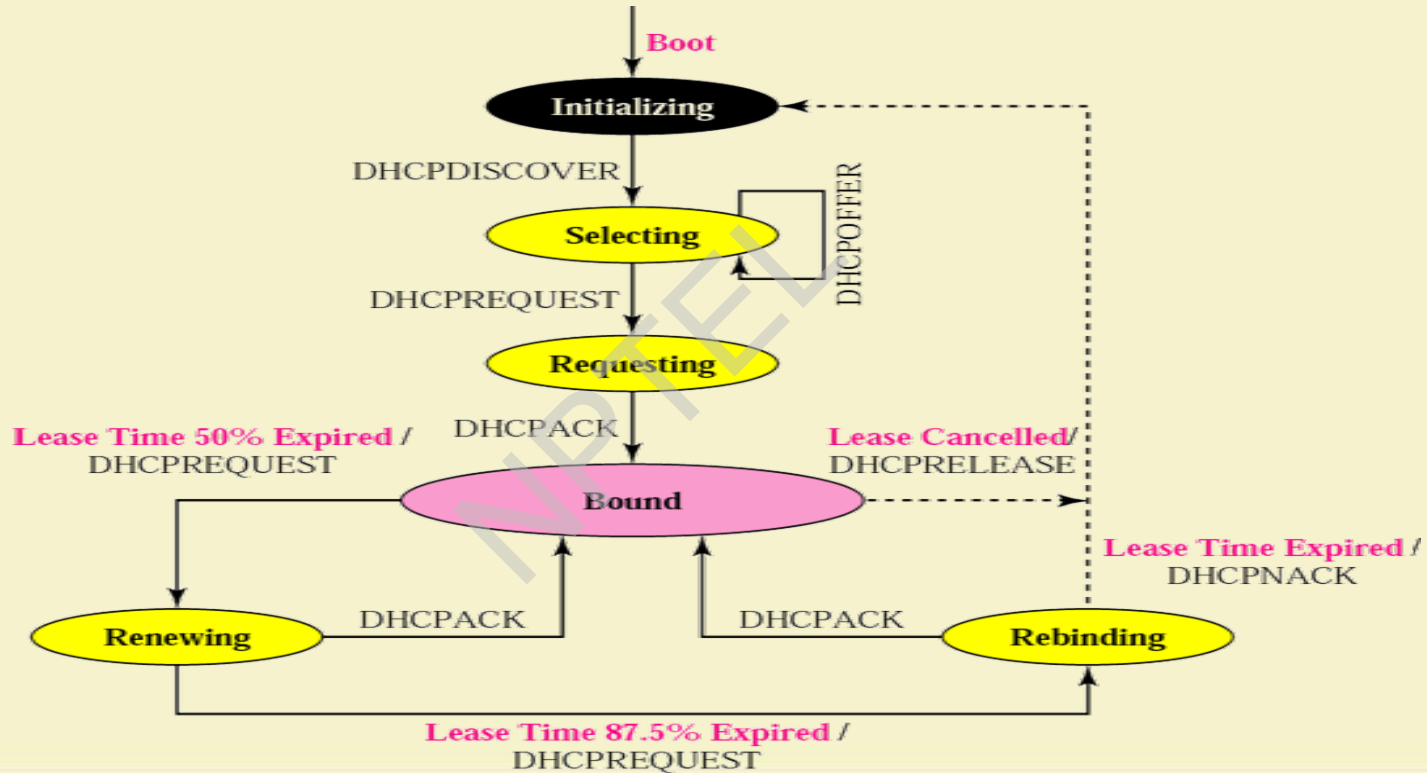 Boot
Initializing
DHCPDISCOVER
DHCPOFFER
Selecting
DHCPREQUEST
Requesting
Lease Time 50% Expired /
DHCPREQUEST
DHCPACK
Lease Cancelled/
DHCPRELEASE
Bound
Lease Time Expired /
DHCPNACK
Renewing
DHCPACK
DHCPACK
Rebinding
Lease Time 87.5% Expired /
DHCPREQUEST
NPTEL